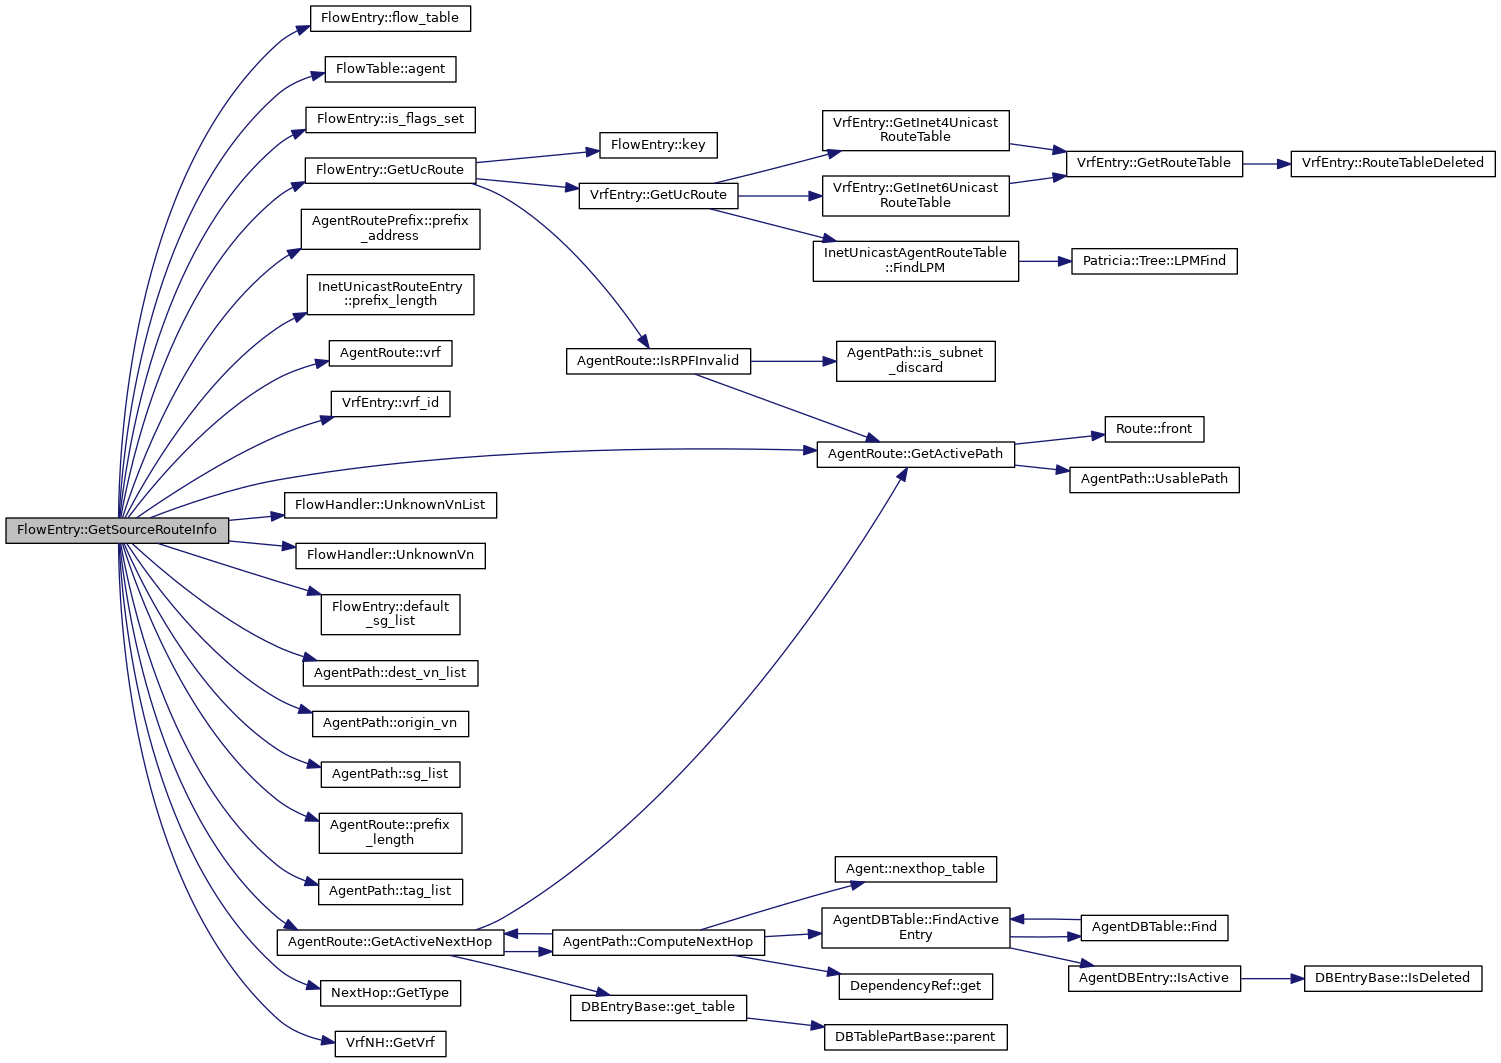 FlowEntry::flow_table
FlowTable::agent
FlowEntry::is_flags_set
FlowEntry::GetUcRoute
AgentRoutePrefix::prefix
_address
InetUnicastRouteEntry
::prefix_length
AgentRoute::vrf
VrfEntry::vrf_id
FlowEntry::GetSourceRouteInfo
FlowHandler::UnknownVnList
FlowHandler::UnknownVn
FlowEntry::default
_sg_list
AgentPath::dest_vn_list
AgentPath::origin_vn
AgentPath::sg_list
AgentRoute::prefix
_length
AgentPath::tag_list
AgentRoute::GetActiveNextHop
NextHop::GetType
VrfNH::GetVrf
FlowEntry::key
VrfEntry::GetUcRoute
AgentRoute::IsRPFInvalid
AgentPath::ComputeNextHop
DBEntryBase::get_table
VrfEntry::GetInet4Unicast
RouteTable
VrfEntry::GetInet6Unicast
RouteTable
InetUnicastAgentRouteTable
::FindLPM
AgentPath::is_subnet
_discard
AgentRoute::GetActivePath
Agent::nexthop_table
AgentDBTable::FindActive
Entry
DependencyRef::get
DBTablePartBase::parent
VrfEntry::GetRouteTable
Patricia::Tree::LPMFind
Route::front
AgentPath::UsablePath
AgentDBTable::Find
AgentDBEntry::IsActive
VrfEntry::RouteTableDeleted
DBEntryBase::IsDeleted